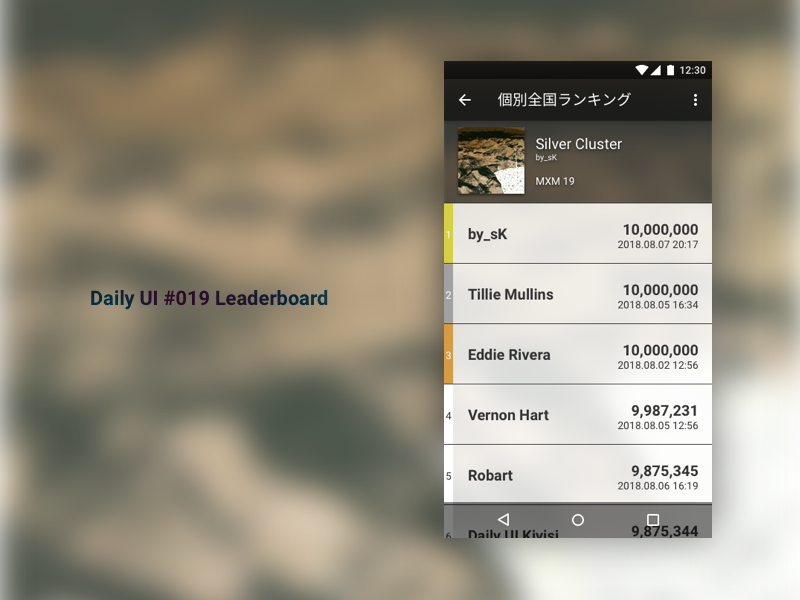 Daily UI #019 Leaderboard
12:30
個別全国ランキング
Silver Cluster
by_sK
MXM 19
1
by_sK
10,000,000
2018.08.07 20:17
2
Tillie Mullins
10,000,000
2018.08.05 16:34
3
Eddie Rivera
10,000,000
2018.08.02 12:56
4
Vernon Hart
9,987,231
2018.08.05 12:56
5
Robart
9,875,345
2018.08.06 16:19
6
Daily UI Kivisi
9,875,344